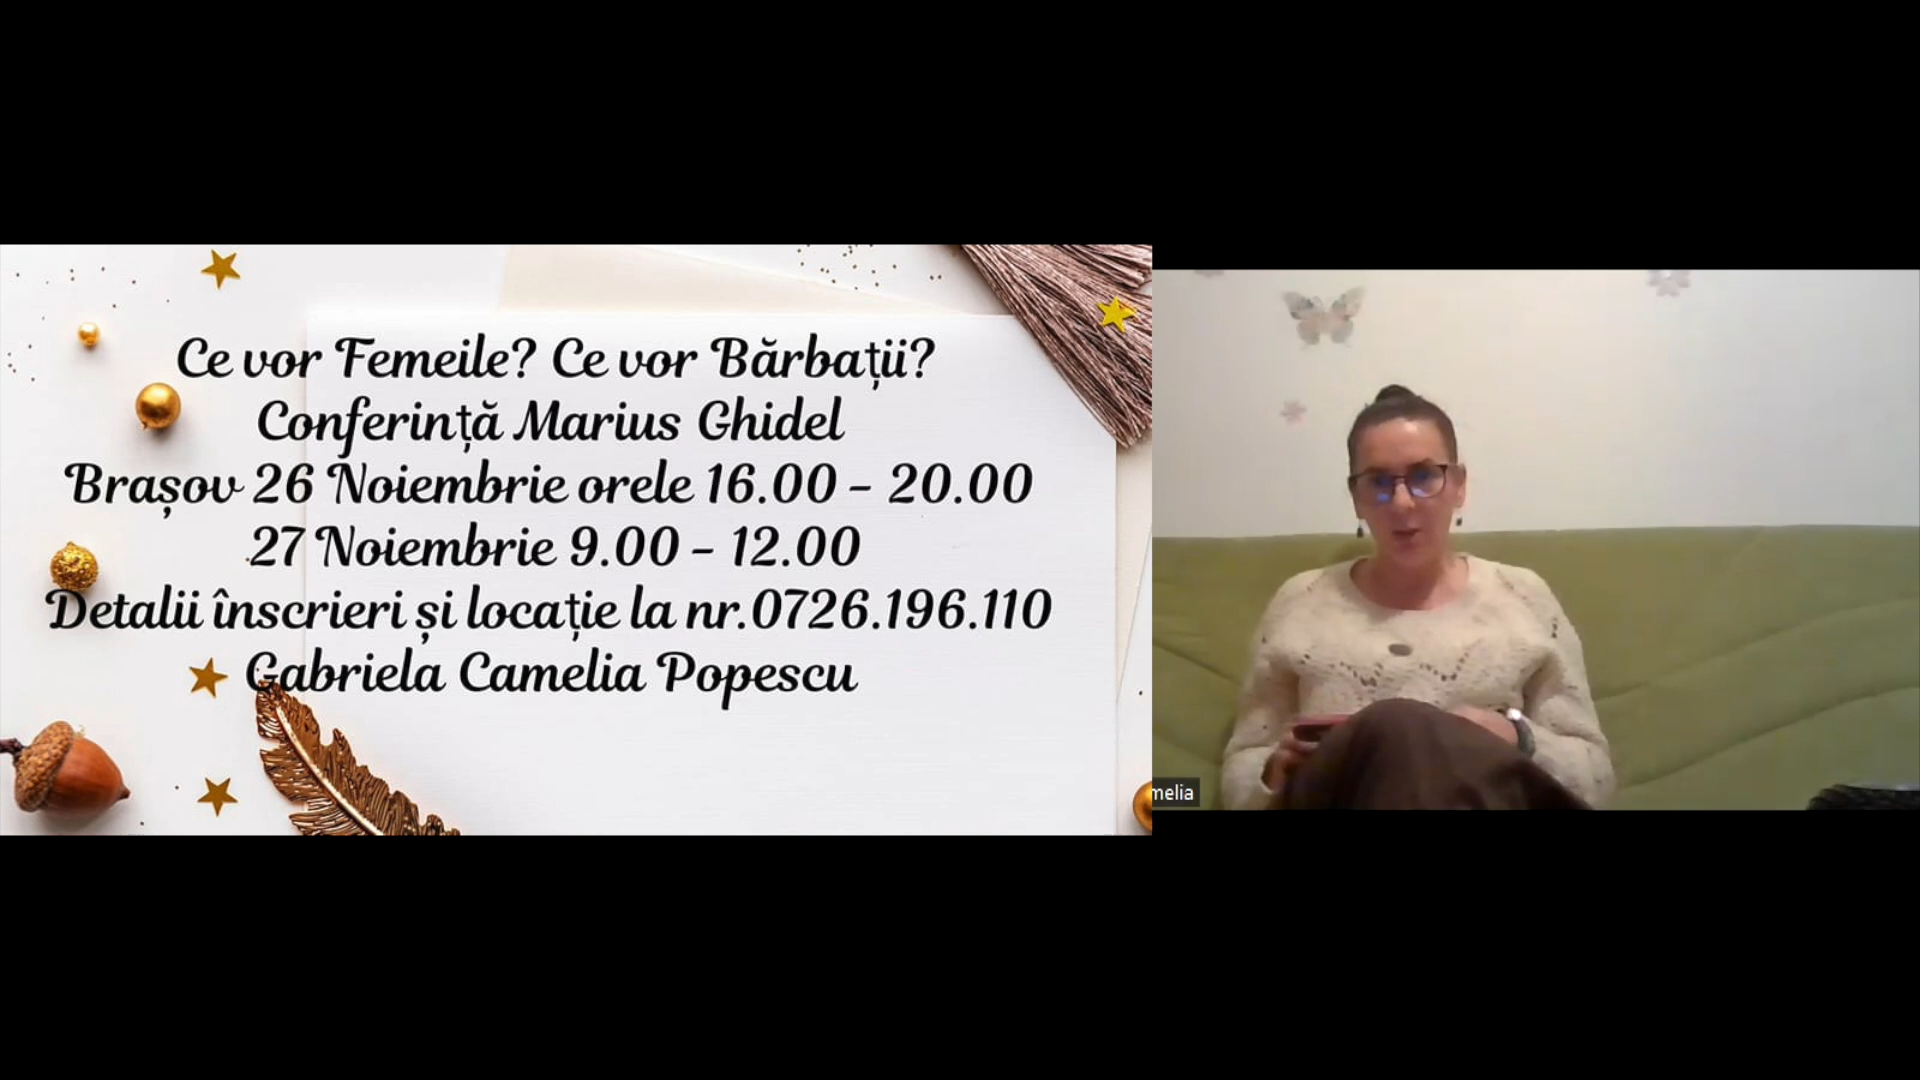 Ce vor Femeile? Ce vor Bărbații?
Conferință Marius Ghidel
Brașov 26 Noiembrie orele 16.00 - 20.00
27 Noiembrie 9.00 - 12.00
Detalii înscrieri și locație la nr.0726.196.110
Gabriela Camelia Popescu
melia